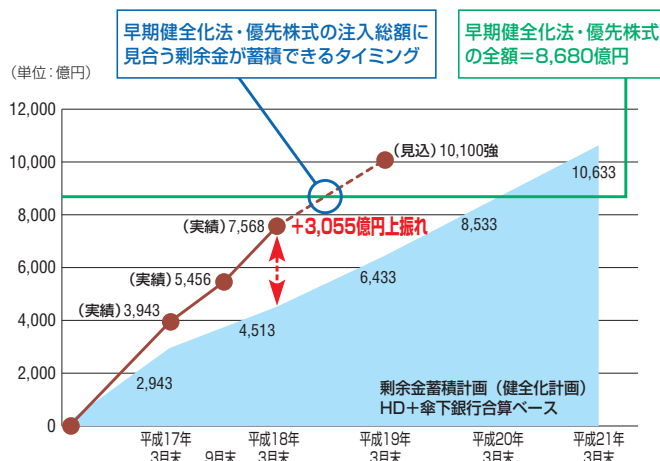 早期健全化法・優先株式の注入総額に
見合う剰余金が蓄積できるタイミング
早期健全化法・優先株式
の全額＝8,680億円
（単位：億円）
12,000
10,000
8,000
6,000
4,000
2,000
0
（見込）10,100強
10,633
（実績）7,568
＋3,055億円上振れ
8,533
（実績）5,456
6,433
（実績）3,943
4,513
2,943
剰余金蓄積計画（健全化計画）
HD＋傘下銀行合算ベース
平成17年
3月末
9月末
平成18年
3月末
平成19年
3月末
平成20年
3月末
平成21年
3月末